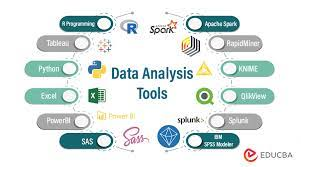 R Programming
Apache Spark
Spark
Tableau
RapidMiner
Python
KNIME
Data Analysis
Tools
Excel
QlikView
PowerBI
Power BI
splunk>
Splunk
SAS
Sass
IBM
SPSS Modeler
EDUCBA